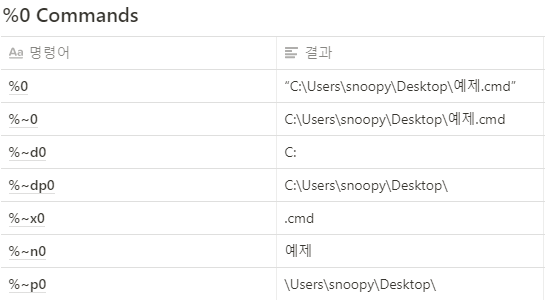 %0 Commands
Aa 명령어 결과
%0 “C:\Users\snoopy\Desktop\예제.cmd”
%~0 C:\Users\snoopy\Desktop\예제.cmd
%~d0 C:
%~dp0 C:\Users\snoopy\Desktop\
%~x0 .cmd
%~n0 예제
%~p0 \Users\snoopy\Desktop\